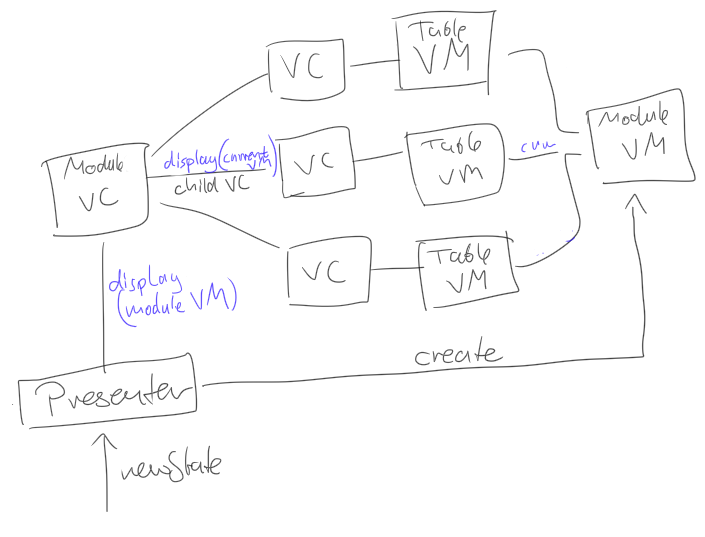 Table
VM
VC
Module
VM
display(current
VM)
child VC
VC
Table
VM
Module
VC
VC
Table
VM
display
(module VM)
create
Presenter
newState